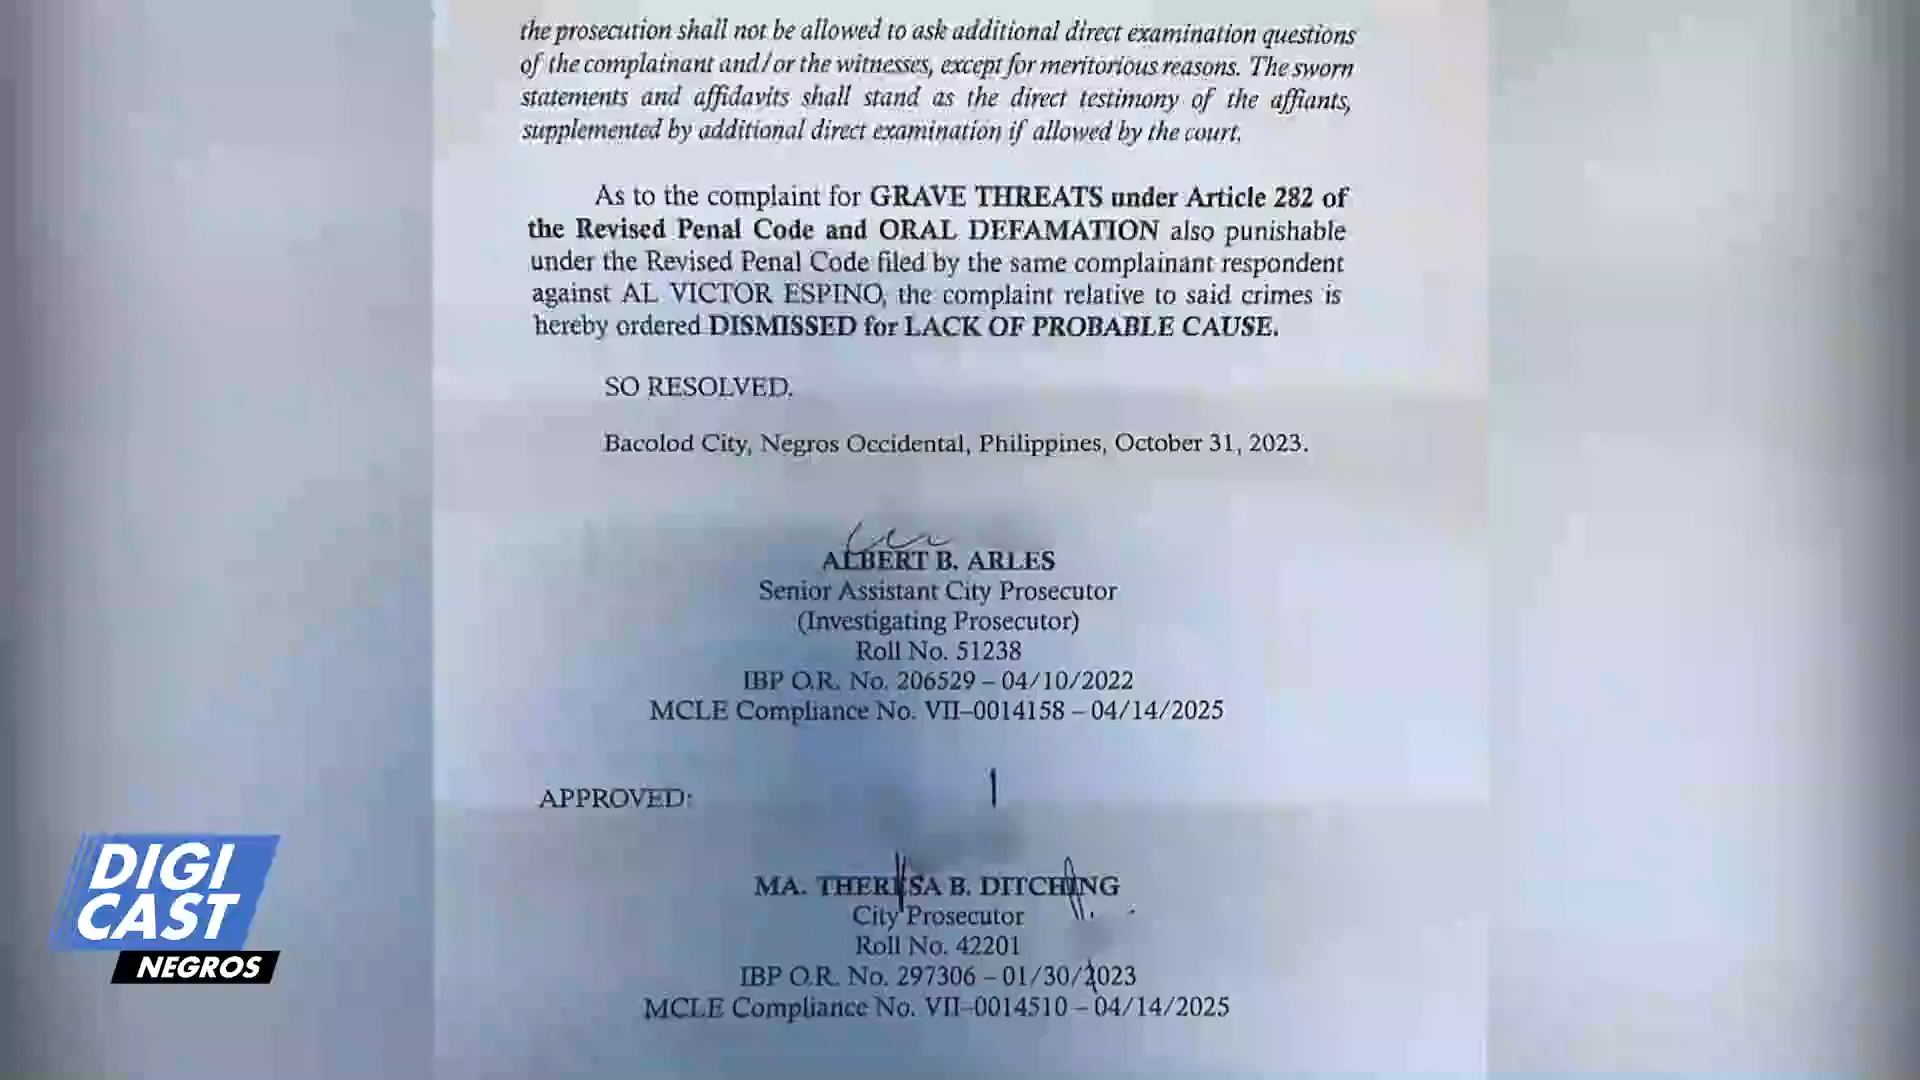 the prosecution shall not be allowed to ask additional direct examination questions
of the complainant and/or the witnesses, except for meritorious reasons. The sworn
statements and affidavits shall stand as the direct testimony of the affiants,
supplemented by additional direct examination if allowed by the court.
As to the complaint for GRAVE THREATS under Article 282 of
the Revised Penal Code and ORAL DEFAMATION also punishable
under the Revised Penal Code filed by the same complainant respondent
against AL VICTOR ESPINO, the complaint relative to said crimes is
hereby ordered DISMISSED for LACK OF PROBABLE CAUSE.
SO RESOLVED.
Bacolod City, Negros Occidental, Philippines, October 31, 2023.
ALBERT B. ARLES
Senior Assistant City Prosecutor
(Investigating Prosecutor)
Roll No. 51238
IBP O.R. No. 206529 – 04/10/2022
MCLE Compliance No. VII–0014158 – 04/14/2025
APPROVED:
MA. THERESA B. DITCHING
City Prosecutor
Roll No. 42201
IBP O.R. No. 297306 – 01/30/2023
MCLE Compliance No. VII–0014510 – 04/14/2025
DIGI
CAST
NEGROS